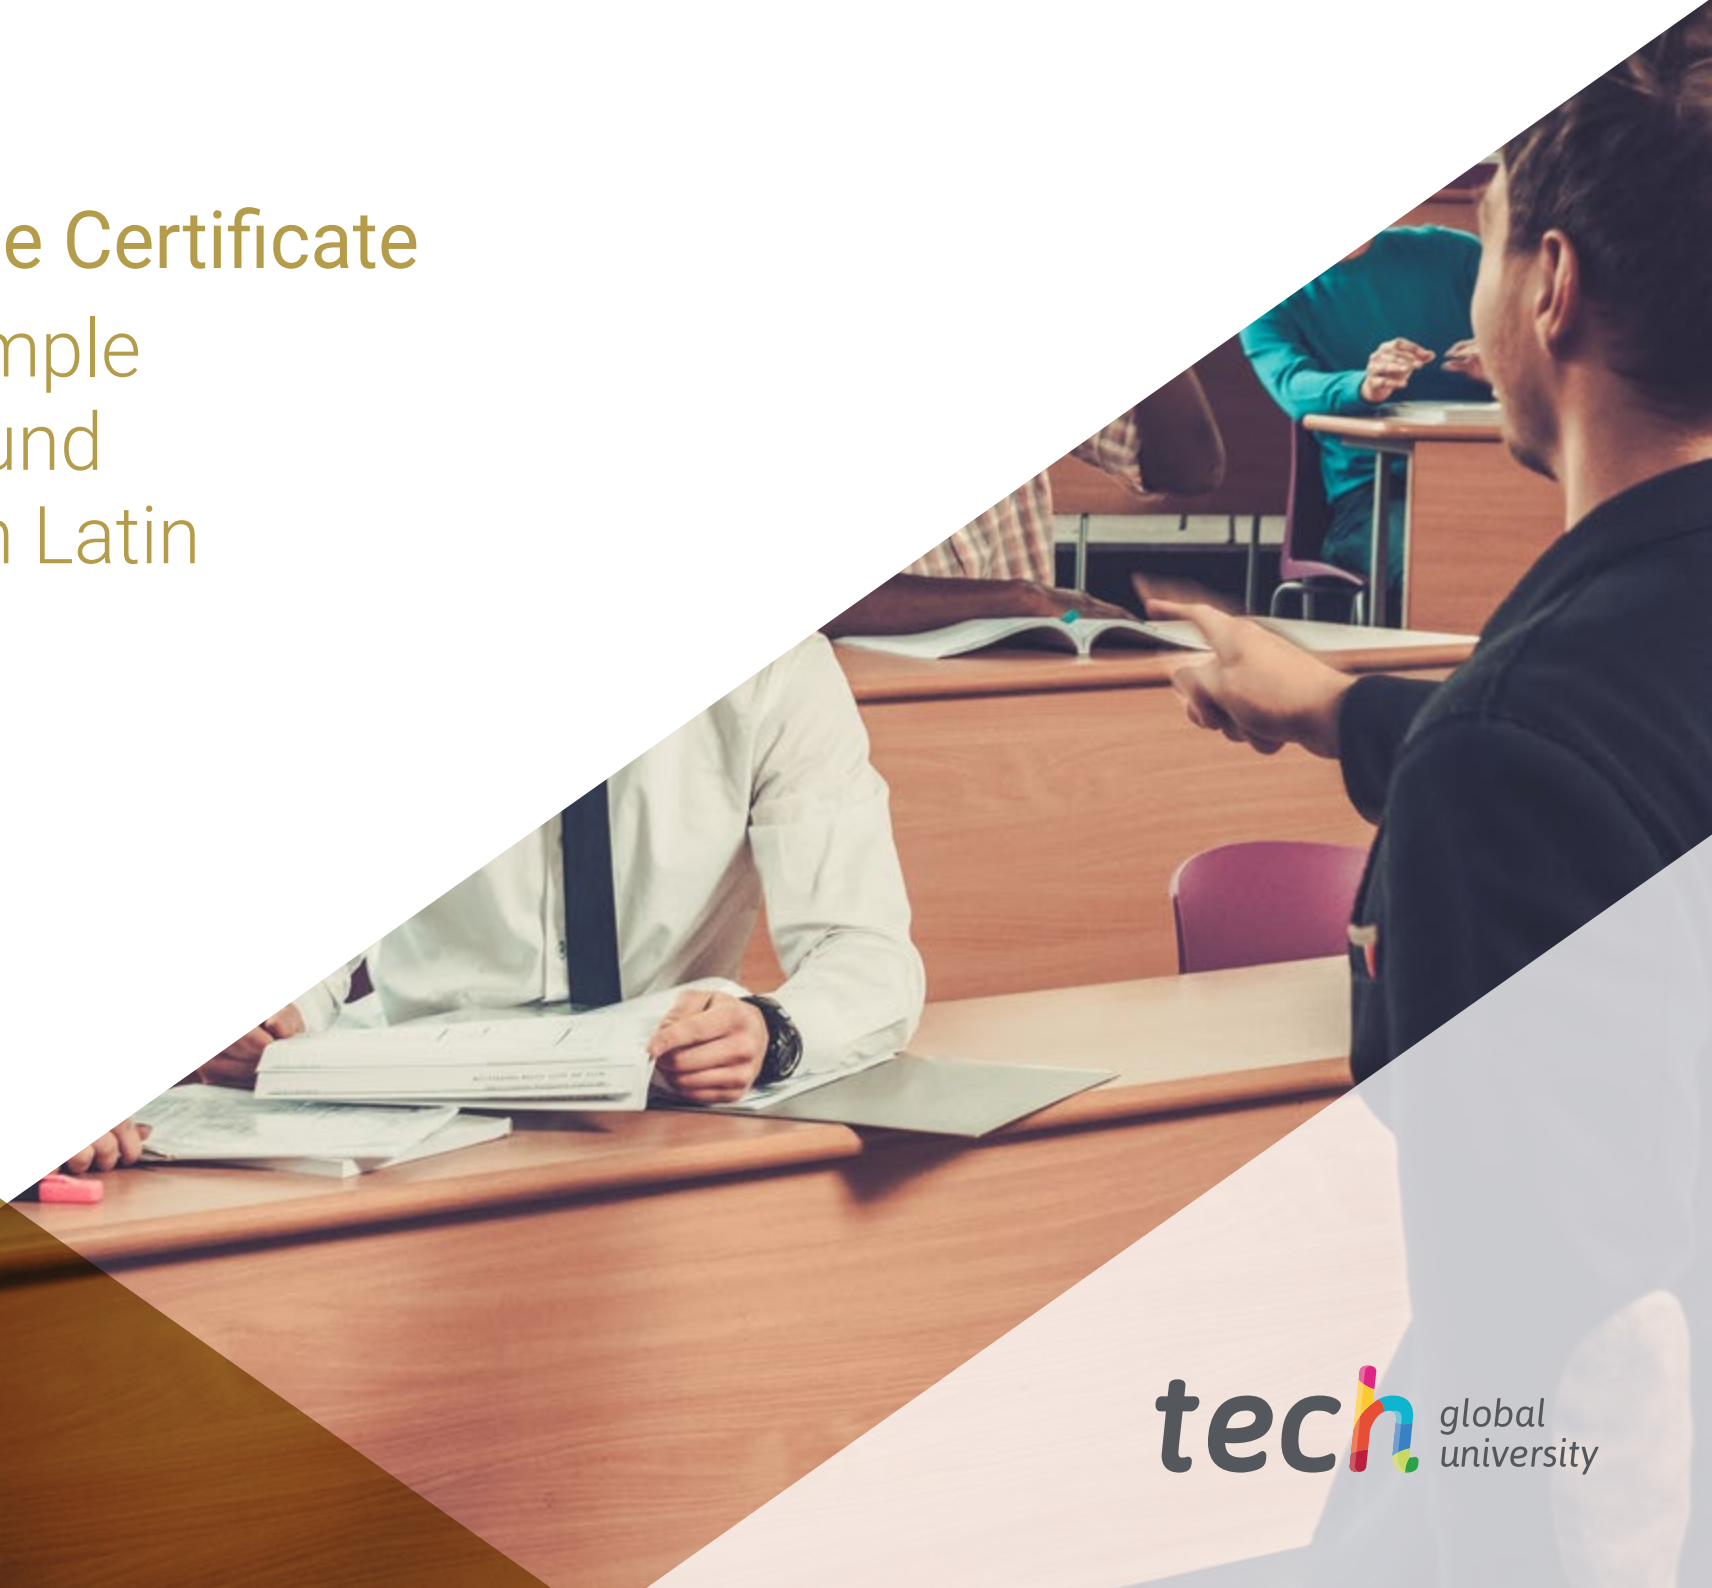 e Certificate
mple
und
n Latin
tech global
university